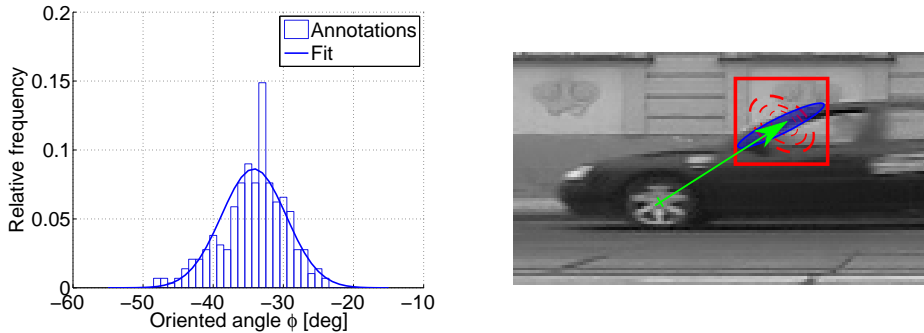 0.2
0.15
0.1
0.05
0
Relative frequency
Annotations
Fit
−60 −50 −40 −30 −20 −10
Oriented angle ϕ [deg]